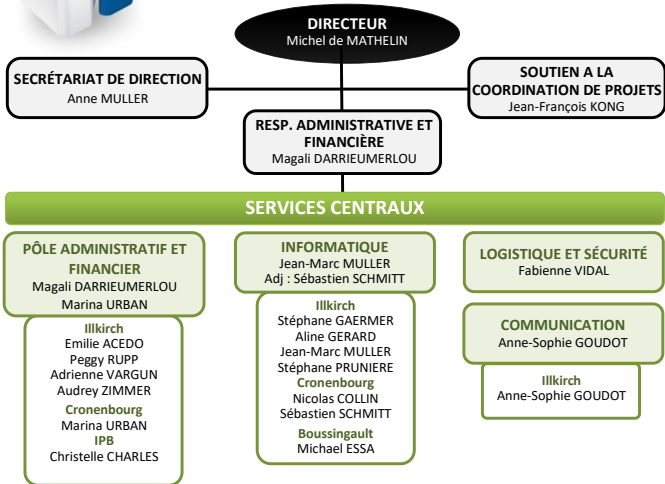 DIRECTEUR
Michel de MATHELIN
SECRÉTARIAT DE DIRECTION
Anne MULLER
SOUTIEN A LA
COORDINATION DE PROJETS
Jean-François KONG
RESP. ADMINISTRATIVE ET
FINANCIÈRE
Magali DARRIEUMERLOU
SERVICES CENTRAUX
PÔLE ADMINISTRATIF ET
FINANCIER
Magali DARRIEUMERLOU
Marina URBAN
Illkirch
Emilie ACEDO
Peggy RUPP
Adrienne VARGUN
Audrey ZIMMER
Cronenbourg
Marina URBAN
IPB
Christelle CHARLES
INFORMATIQUE
Jean-Marc MULLER
Adj : Sébastien SCHMITT
Illkirch
Stéphane GAERMER
Aline GERARD
Jean-Marc MULLER
Stéphane PRUNIERE
Cronenbourg
Nicolas COLLIN
Sébastien SCHMITT
Boussingault
Michael ESSA
LOGISTIQUE ET SÉCURITÉ
Fabienne VIDAL
COMMUNICATION
Anne-Sophie GOUDOT
Illkirch
Anne-Sophie GOUDOT